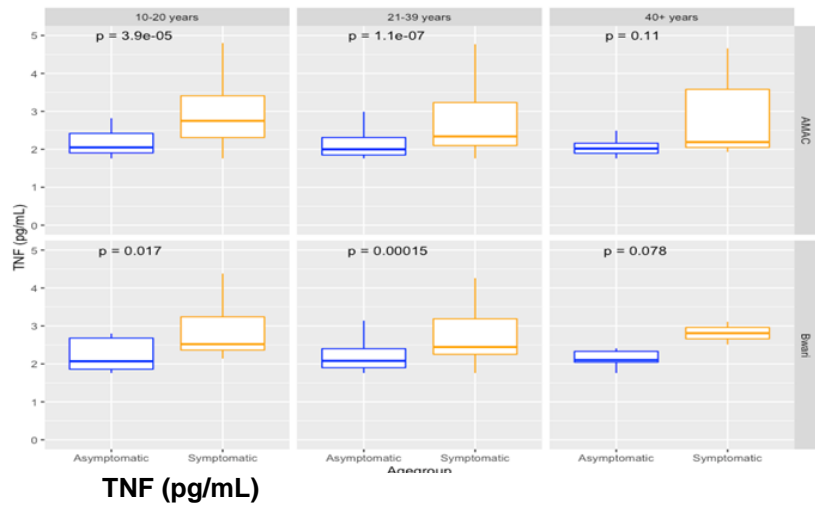 10-20 years
21-39 years
40+ years
p = 3.9e-05
p = 1.1e-07
p = 0.11
5
4
3
2
1
0
AMAC
TNF (pg/mL)
p = 0.017
p = 0.00015
p = 0.078
5
4
3
2
1
0
Bwari
Asymptomatic Symptomatic Asymptomatic Symptomatic Asymptomatic Symptomatic
Agegroup
TNF (pg/mL)